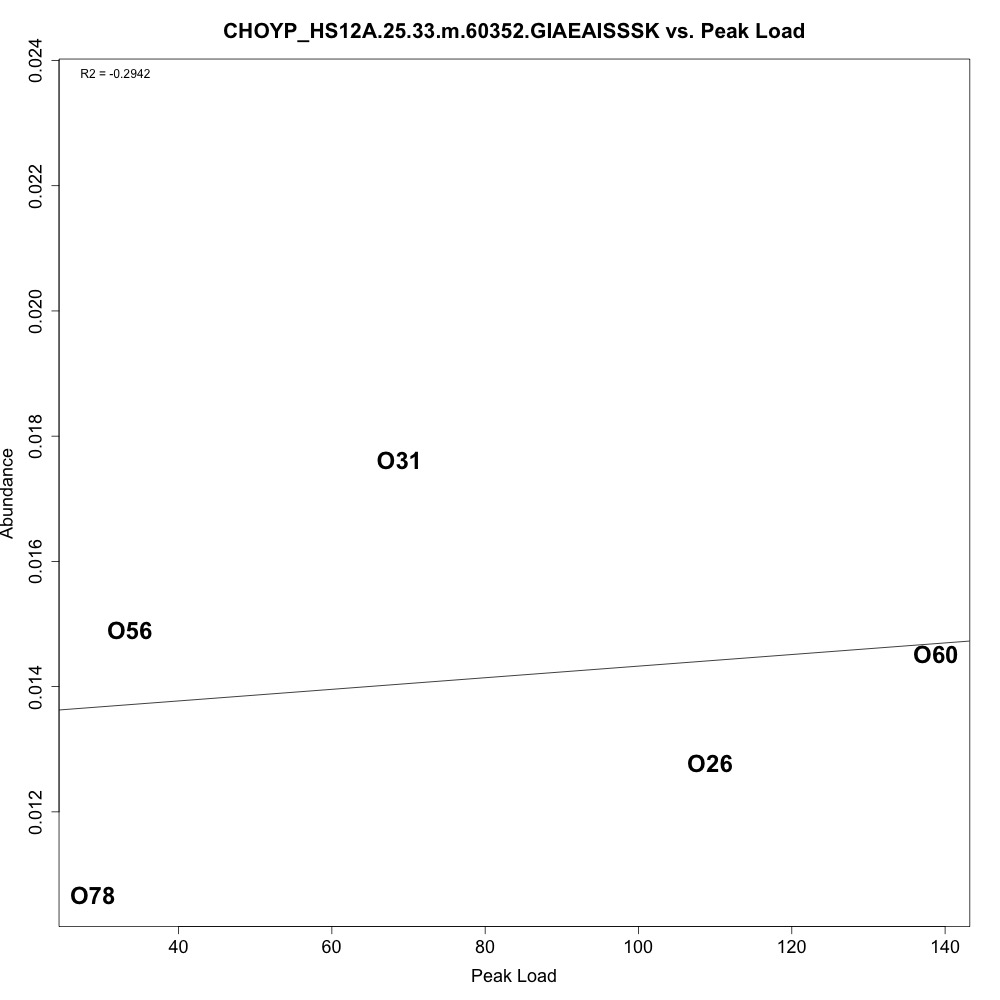 CHOYP_HS12A.25.33.m.60352.GIAEAISSSK vs. Peak Load
R2 = -0.2942
0.024
0.022
0.020
0.018
0.016
0.014
0.012
Abundance
O31
O56
O60
O26
O78
40 60 80 100 120 140
Peak Load